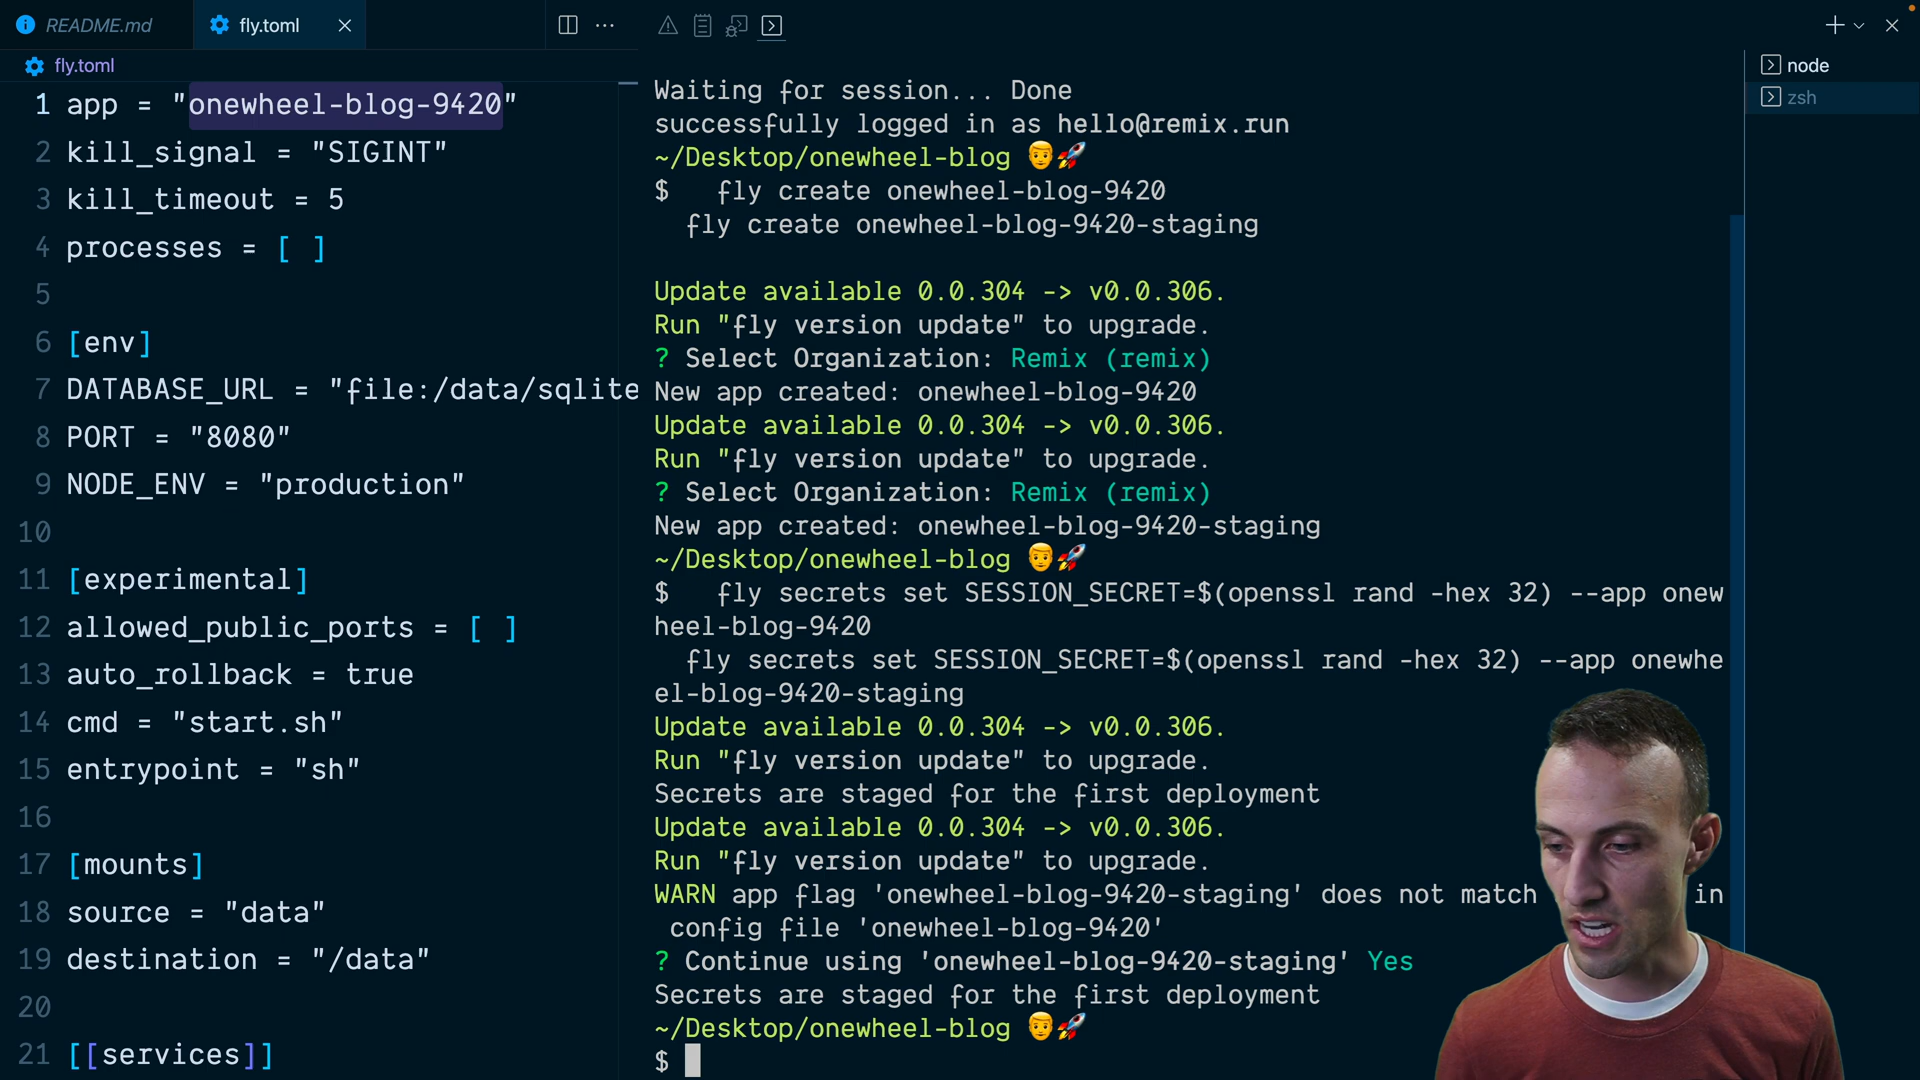 README.md
fly.toml
fly.toml
1 app = "onewheel-blog-9420"
2 kill_signal = "SIGINT"
3 kill_timeout = 5
4 processes = [ ]
5
6 [env]
7 DATABASE_URL = "file:/data/sqlite
8 PORT = "8080"
9 NODE_ENV = "production"
10
11 [experimental]
12 allowed_public_ports = [ ]
13 auto_rollback = true
14 cmd = "start.sh"
15 entrypoint = "sh"
16
17 [mounts]
18 source = "data"
19 destination = "/data"
20
21 [[services]]
Waiting for session... Done
successfully logged in as hello@remix.run
~/Desktop/onewheel-blog 👨🚀
$ fly create onewheel-blog-9420
fly create onewheel-blog-9420-staging
Update available 0.0.304 -> v0.0.306.
Run "fly version update" to upgrade.
? Select Organization: Remix (remix)
New app created: onewheel-blog-9420
Update available 0.0.304 -> v0.0.306.
Run "fly version update" to upgrade.
? Select Organization: Remix (remix)
New app created: onewheel-blog-9420-staging
~/Desktop/onewheel-blog 👨🚀
$ fly secrets set SESSION_SECRET=$(openssl rand -hex 32) --app onew
heel-blog-9420
fly secrets set SESSION_SECRET=$(openssl rand -hex 32) --app onewhe
el-blog-9420-staging
Update available 0.0.304 -> v0.0.306.
Run "fly version update" to upgrade.
Secrets are staged for the first deployment
Update available 0.0.304 -> v0.0.306.
Run "fly version update" to upgrade.
WARN app flag 'onewheel-blog-9420-staging' does not match in
config file 'onewheel-blog-9420'
? Continue using 'onewheel-blog-9420-staging' Yes
Secrets are staged for the first deployment
~/Desktop/onewheel-blog 👨🚀
$
node
zsh